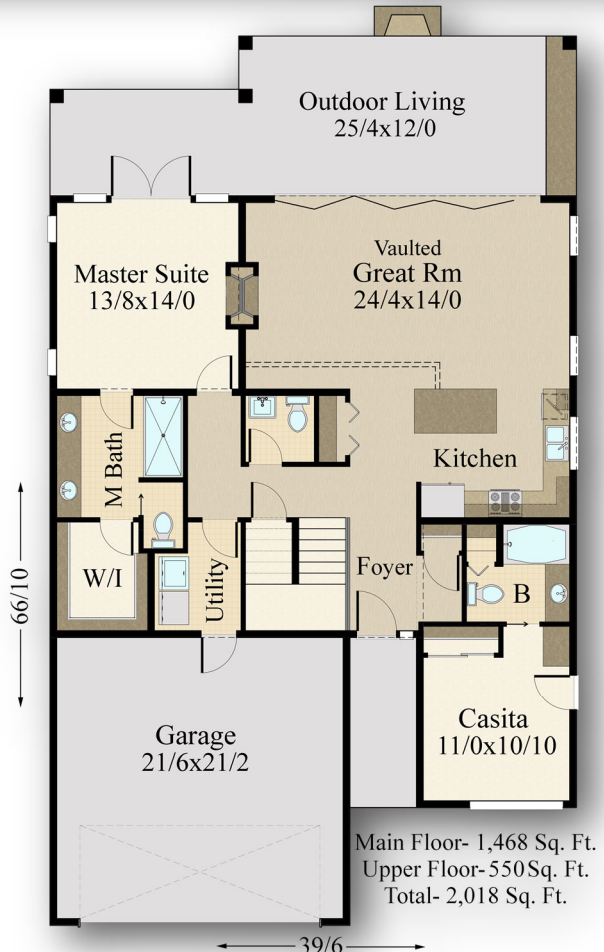 Outdoor Living
25/4x12/0
Vaulted
Great Rm
24/4x14/0
Master Suite
13/8x14/0
M Bath
Kitchen
W/I
Utility
Foyer
B
66/10
Garage
21/6x21/2
Casita
11/0x10/10
Main Floor- 1,468 Sq. Ft.
Upper Floor-550Sq. Ft.
Total- 2,018 Sq. Ft.
39/6